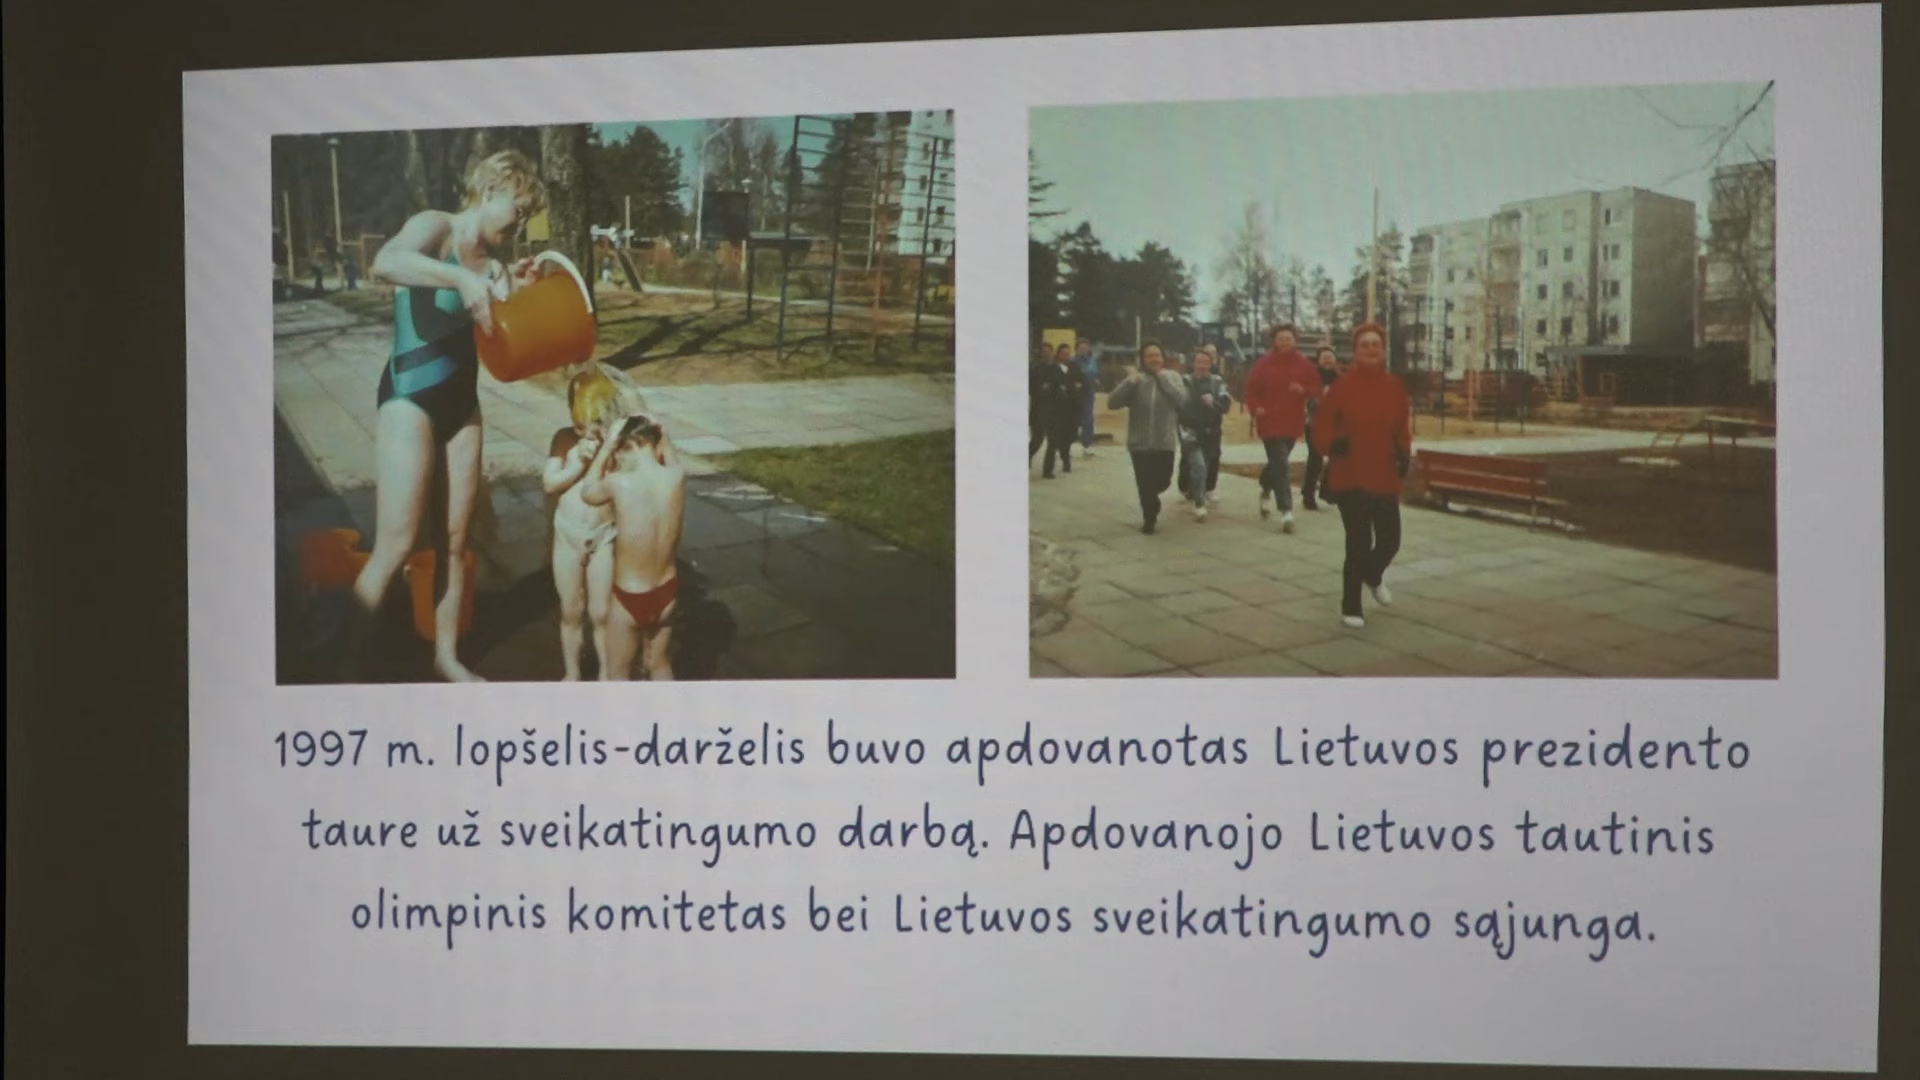 1997 m. lopšelis-darželis buvo apdovanotas Lietuvos prezidento
taure už sveikatingumo darbą. Apdovanojo Lietuvos tautinis
olimpinis komitetas bei Lietuvos sveikatingumo sąjunga.